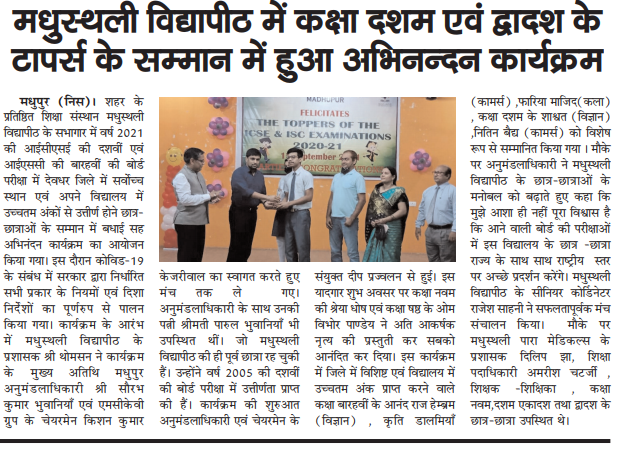 मधुस्थली विद्यापीठ में कक्षा दशम एवं द्वादश के
टापर्स के सम्मान में हुआ अभिनन्दन कार्यक्रम
मधुपुर (निस)। शहर के
प्रतिष्ठित शिक्षा संस्थान मधुस्थली
विद्यापीठ के सभागार में वर्ष 2021
की आईसीएसई की दशवीं एवं
आईएससी की बारहवीं की बोर्ड
परीक्षा में देवघर जिले में सर्वोच्च
स्थान एवं अपने विद्यालय में
उच्चतम अंकों से उत्तीर्ण होने छात्र-
छात्राओं के सम्मान में बधाई सह
अभिनंदन कार्यक्रम का आयोजन
किया गया। इस दौरान कोविड-19
के संबंध में सरकार द्वारा निर्धारित
सभी प्रकार के नियमों एवं दिशा
निर्देशों का पूर्णरुप से पालन
किया गया। कार्यक्रम के आरंभ
में मधुस्थली विद्यापीठ के
प्रशासक श्री थोमसन ने कार्यक्रम
के मुख्य अतिथि मधुपुर
अनुमंडलाधिकारी श्री सौरभ
कुमार भुवानियाँ एवं एमसीकेवी
ग्रुप के चेयरमेन किशन कुमार
MADHUPUR
FELICITATES
THE TOPPERS OF THE
ICSE & ISC EXAMINATIONS
2020-21
केजरीवाल का स्वागत करते हुए
मंच तक ले गए।
अनुमंडलाधिकारी के साथ उनकी
पत्नी श्रीमती पारुल भुवानियाँ भी
उपस्थित थीं। जो मधुस्थली
विद्यापीठ की ही पूर्व छात्रा रह चुकी
हैं। उन्होंने वर्ष 2005 की दशवीं
की बोर्ड परीक्षा में उत्तीर्णता प्राप्त
की हैं। कार्यक्रम की शुरुआत
अनुमंडलाधिकारी एवं चेयरमेन के
संयुक्त दीप प्रज्वलन से हुई। इस
यादगार शुभ अवसर पर कक्षा नवम
की श्रेया घोष एवं कक्षा षष्ठ के ओम
विभोर पाण्डेय ने अति आकर्षक
नृत्य की प्रस्तुती कर सबको
आनंदित कर दिया। इस कार्यक्रम
में जिले में विशिष्ट एवं विद्यालय में
उच्चतम अंक प्राप्त करने वाले
कक्षा बारहवीं के आनंद राज हेम्ब्रम
(विज्ञान) , कृति डालमियाँ
(कामर्स) ,फारिया माजिद(कला)
, कक्षा दशम के शाश्वत (विज्ञान)
,नितिन बैद्य (कामर्स) को विशेष
रूप से सम्मानित किया गया । मौके
पर अनुमंडलाधिकारी ने मधुस्थली
विद्यापीठ के छात्र-छात्राओं के
मनोबल को बढ़ाते हुए कहा कि
मुझे आशा ही नहीं पूरा विश्वास है
कि आने वाली बोर्ड की परीक्षाओं
में इस विद्यालय के छात्र -छात्रा
राज्य के साथ साथ राष्ट्रीय स्तर
पर अच्छे प्रदर्शन करेंगे। मधुस्थली
विद्यापीठ के सीनियर कोर्डिनेटर
राजेश साहनी ने सफलतापूर्वक मंच
संचालन किया। मौके पर
मधुस्थली पारा मेडिकल्स के
प्रशासक दिलिप झा, शिक्षा
पदाधिकारी अमरीश चटर्जी ,
शिक्षक -शिक्षिका , कक्षा
नवम,दशम एकादश तथा द्वादश के
छात्र-छात्रा उपस्थित थे।